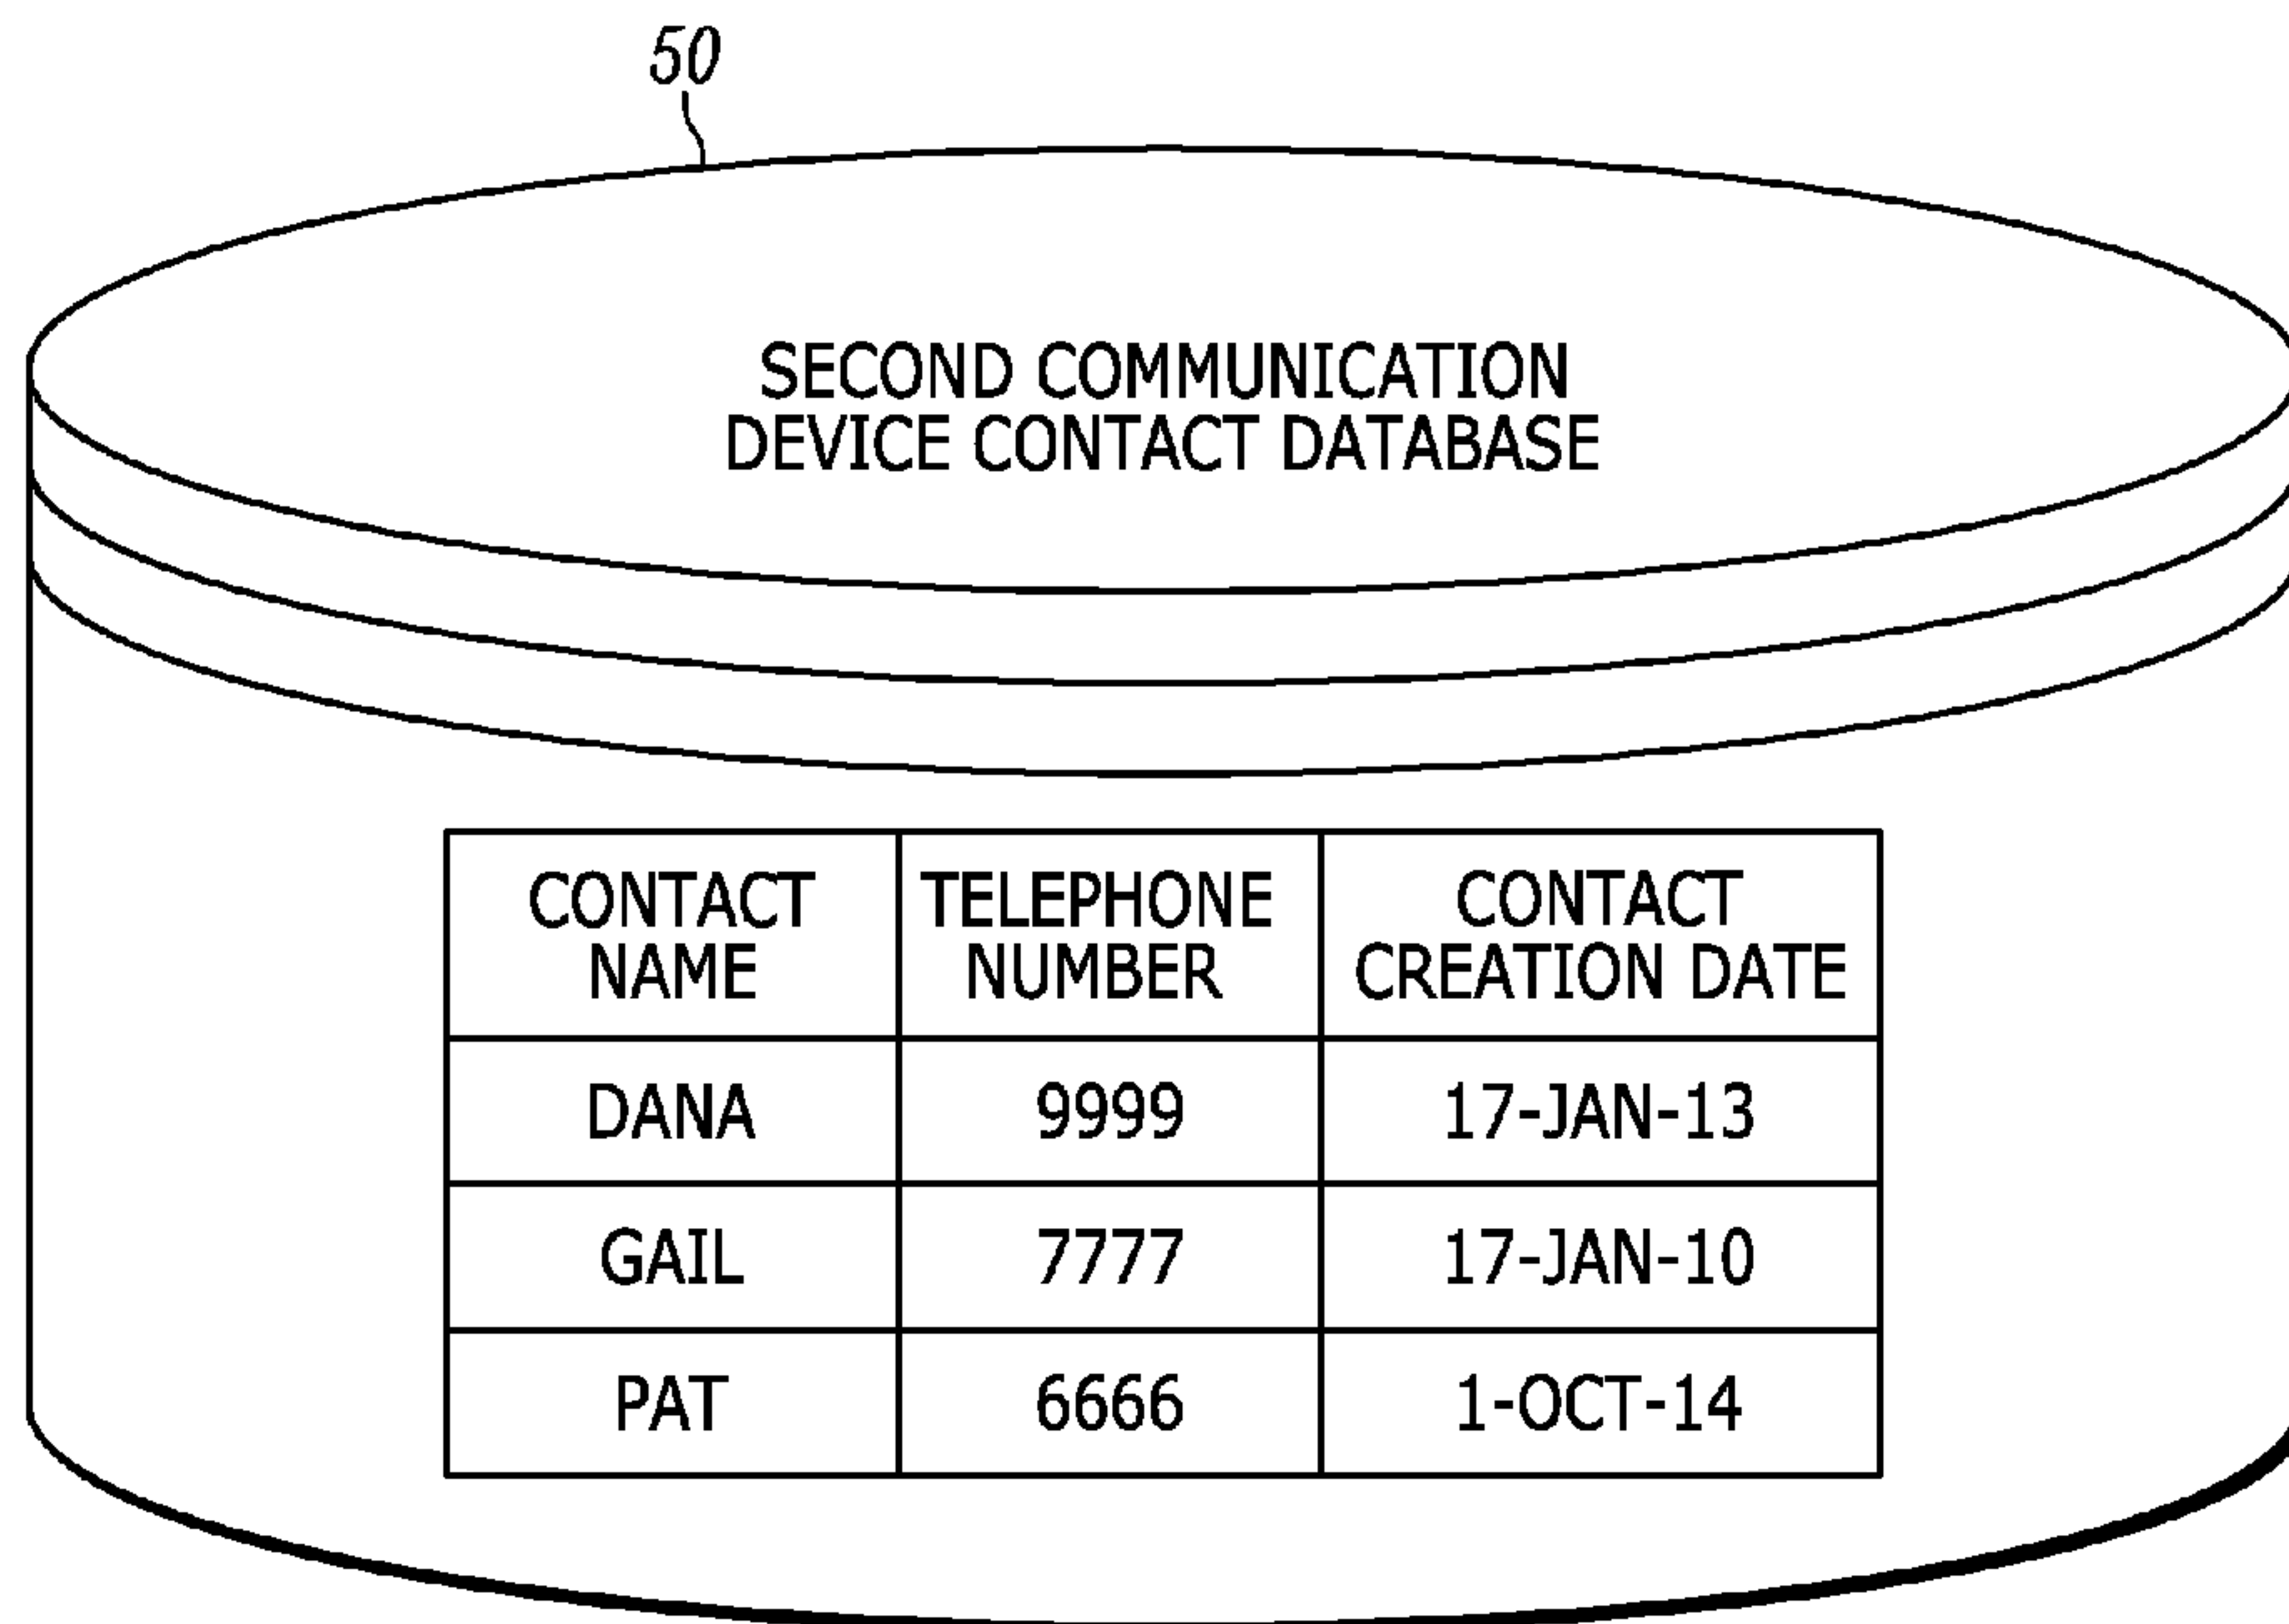 50
SECOND COMMUNICATION
DEVICE CONTACT DATABASE
CONTACT NAME TELEPHONE NUMBER CONTACT CREATION DATE
DANA 9999 17-JAN-13
GAIL 7777 17-JAN-10
PAT 6666 1-OCT-14